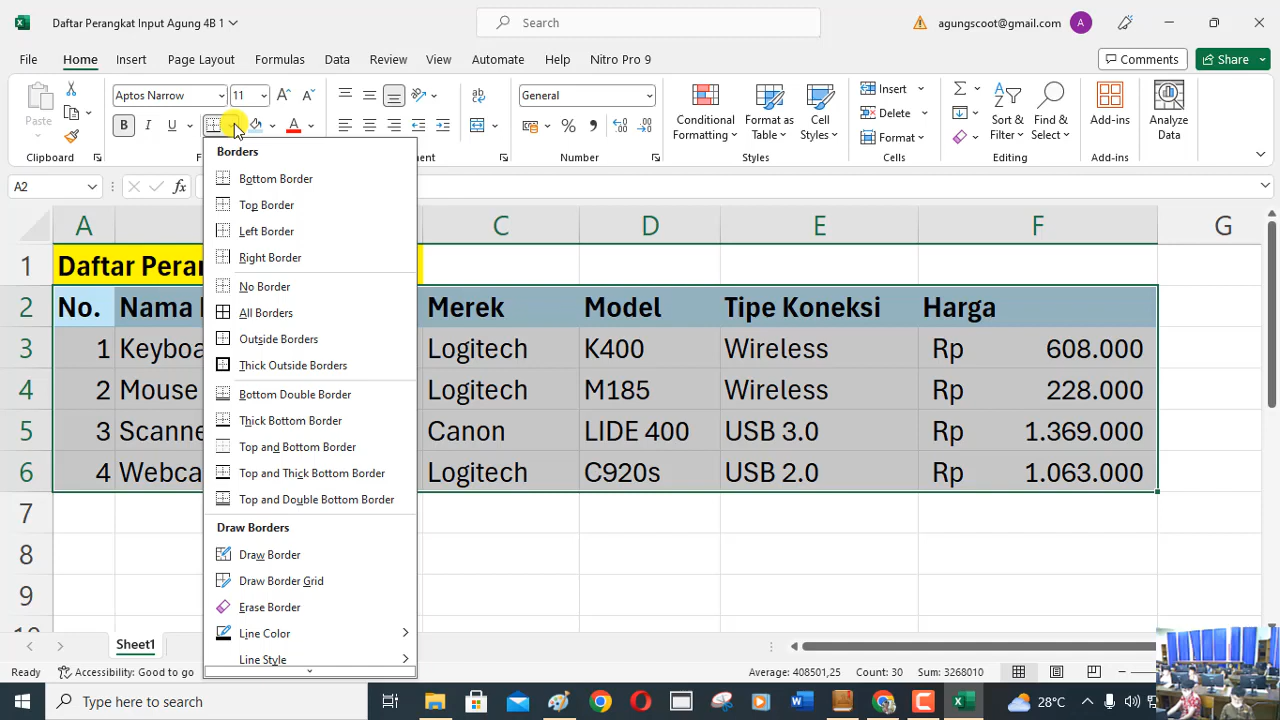 Daftar Perangkat Input Agung 4B 1
Search
agungscoot@gmail.com
A
File Home Insert Page Layout Formulas Data Review View Automate Help Nitro Pro 9
Comments Share
Paste
Clipboard
Aptos Narrow 11
B I U
General
Number
Conditional Formatting
Format as Table
Cell Styles
Styles
Insert
Delete
Format
Cells
Sort & Filter
Find & Select
Editing
Add-ins
Add-ins
Analyze Data
A2
fx
Borders
Bottom Border
Top Border
Left Border
Right Border
No Border
All Borders
Outside Borders
Thick Outside Borders
Bottom Double Border
Thick Bottom Border
Top and Bottom Border
Top and Thick Bottom Border
Top and Double Bottom Border
Draw Borders
Draw Border
Draw Border Grid
Erase Border
Line Color
Line Style
A C D E F G
1 Daftar Peran
2 No. Nama Merek Model Tipe Koneksi Harga
3 1 Keyboa Logitech K400 Wireless Rp 608.000
4 2 Mouse Logitech M185 Wireless Rp 228.000
5 3 Scanne Canon LIDE 400 USB 3.0 Rp 1.369.000
6 4 Webca Logitech C920s USB 2.0 Rp 1.063.000
7
8
9
Sheet1
Ready Accessibility: Good to go Average: 408501,25 Count: 30 Sum: 3268010
Type here to search
28°C